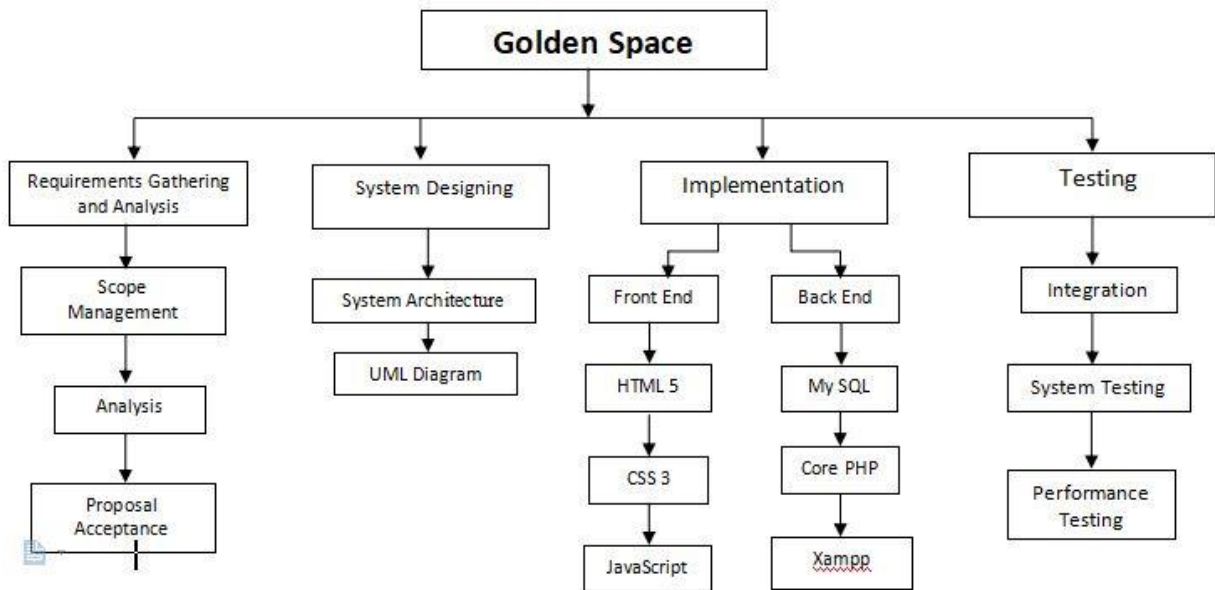 Golden Space
Requirements Gathering
and Analysis
System Designing
Implementation
Testing
Scope
Management
System Architecture
Front End
Back End
Integration
UML Diagram
HTML 5
My SQL
System Testing
Analysis
CSS 3
Core PHP
Proposal
Acceptance
Performance
Testing
JavaScript
Xampp